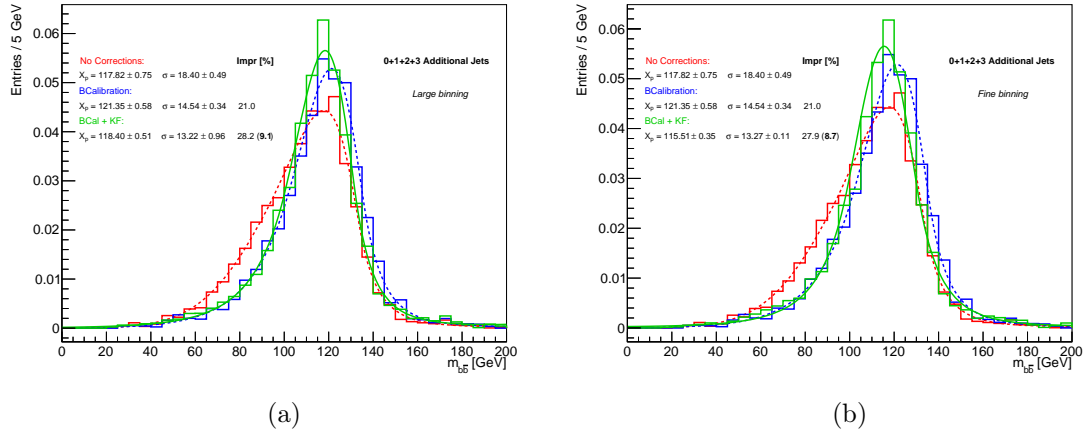 Entries / 5 GeV
0.06
0.05
0.04
0.03
0.02
0.01
0
No Corrections: Impr [%]
X_p = 117.82 ± 0.75 σ = 18.40 ± 0.49
BCalibration:
X_p = 121.35 ± 0.58 σ = 14.54 ± 0.34 21.0
BCal + KF:
X_p = 118.40 ± 0.51 σ = 13.22 ± 0.96 28.2 (9.1)
0+1+2+3 Additional Jets
Large binning
0 20 40 60 80 100 120 140 160 180 200
m_{bb̄} [GeV]
(a)
Entries / 5 GeV
0.06
0.05
0.04
0.03
0.02
0.01
0
No Corrections: Impr [%]
X_p = 117.82 ± 0.75 σ = 18.40 ± 0.49
BCalibration:
X_p = 121.35 ± 0.58 σ = 14.54 ± 0.34 21.0
BCal + KF:
X_p = 115.51 ± 0.35 σ = 13.27 ± 0.11 27.9 (8.7)
0+1+2+3 Additional Jets
Fine binning
0 20 40 60 80 100 120 140 160 180 200
m_{bb̄} [GeV]
(b)